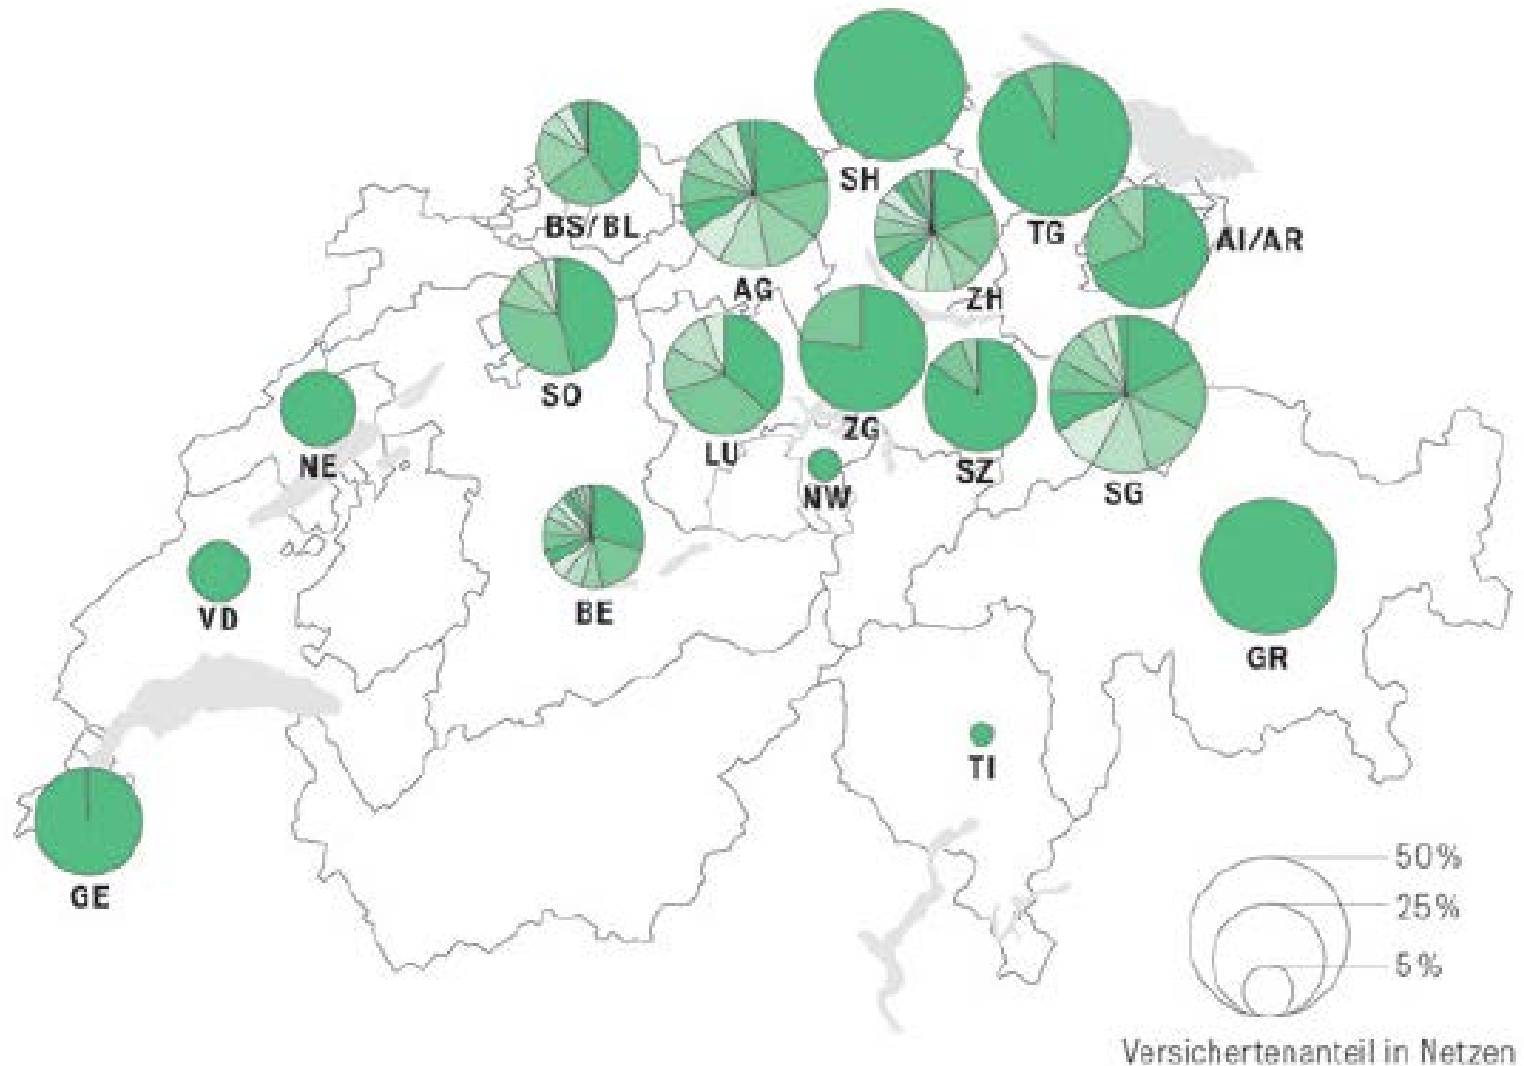 SH
BS/BL
TG
AI/AR
AG
ZH
SO
ZG
LU
NE
SZ
NW
SG
BE
VD
GR
TI
50%
GE
25%
5%
Versichertenanteil in Netzen